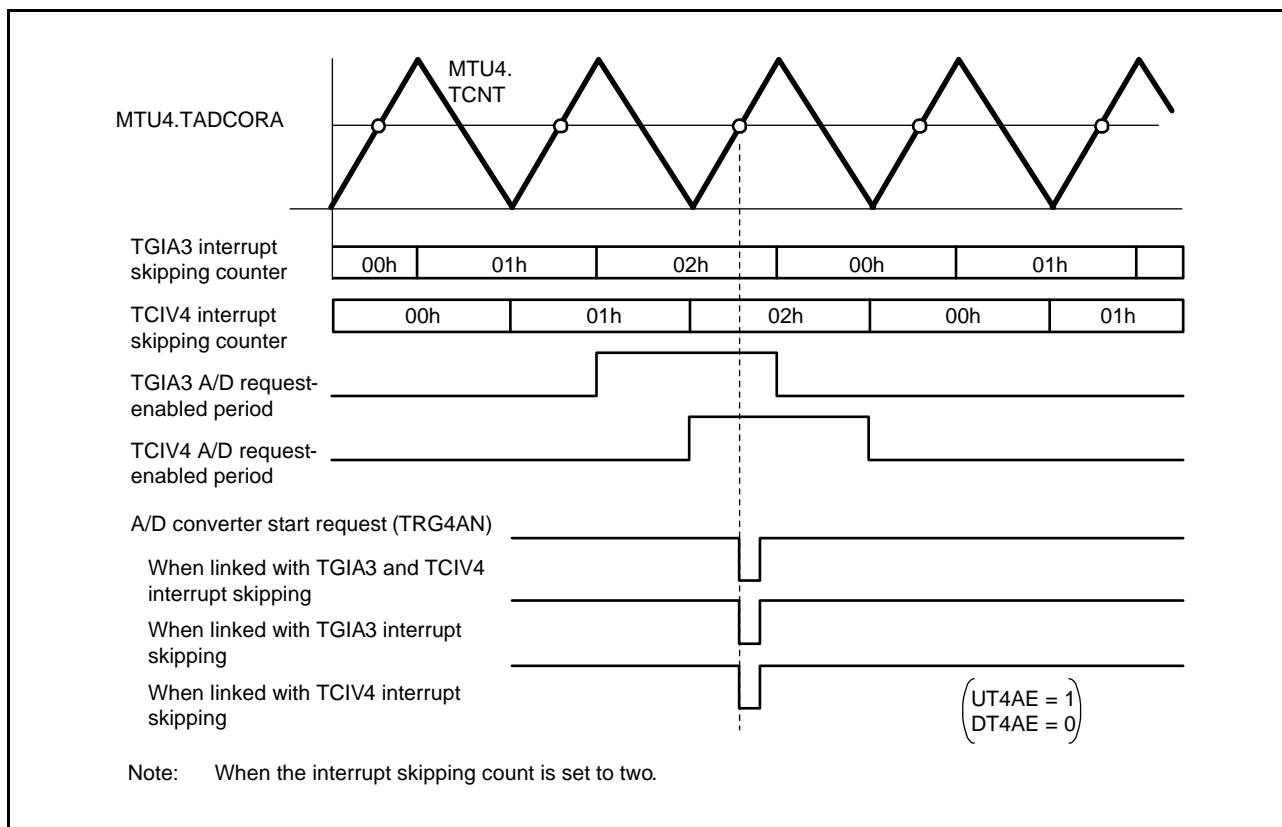 MTU4.
TCNT
MTU4.TADCORA
TGIA3 interrupt
skipping counter
00h 01h 02h 00h 01h
TCIV4 interrupt
skipping counter
00h 01h 02h 00h 01h
TGIA3 A/D request-
enabled period
TCIV4 A/D request-
enabled period
A/D converter start request (TRG4AN)
When linked with TGIA3 and TCIV4
interrupt skipping
When linked with TGIA3 interrupt
skipping
When linked with TCIV4 interrupt
skipping
UT4AE = 1
DT4AE = 0
Note: When the interrupt skipping count is set to two.